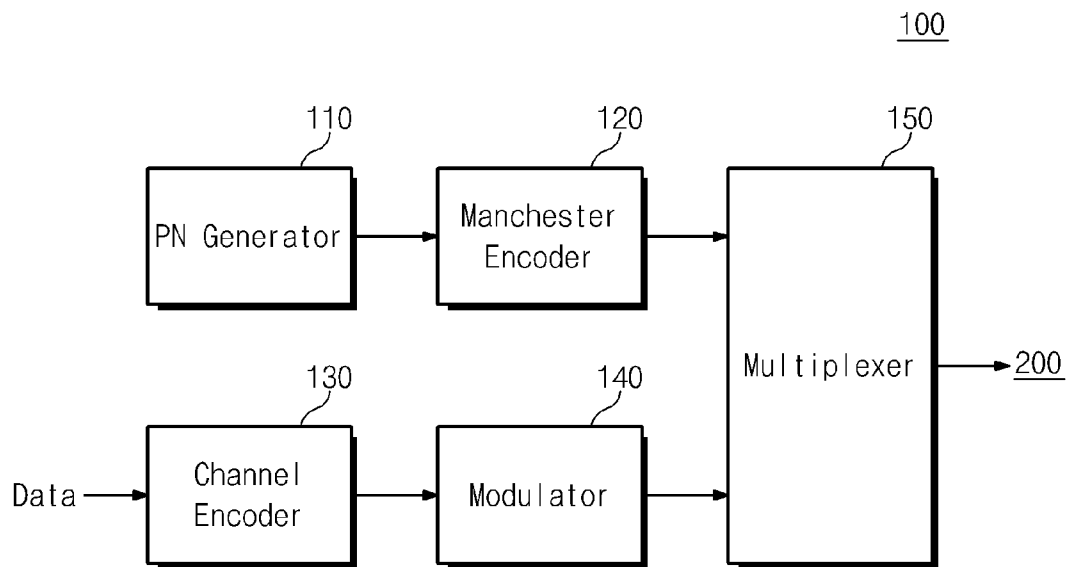 100
110
120
150
PN Generator
Manchester
Encoder
Multiplexer
200
130
140
Data
Channel
Encoder
Modulator